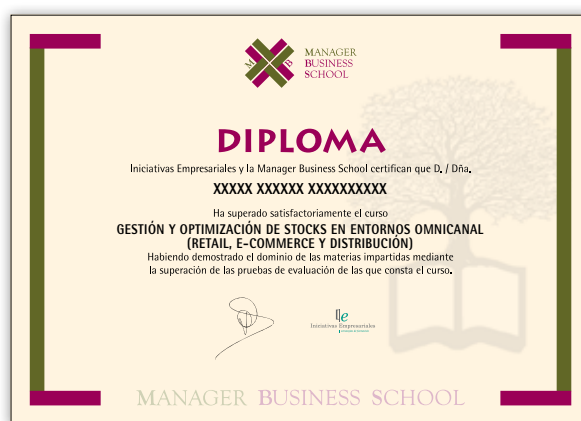 M B
MANAGER
BUSINESS
SCHOOL
DIPLOMA
Iniciativas Empresariales y la Manager Business School certifican que D. / Dña.
XXXXX XXXXXX XXXXXXXXXX
Ha superado satisfactoriamente el curso
GESTIÓN Y OPTIMIZACIÓN DE STOCKS EN ENTORNOS OMNICANAL
(RETAIL, E-COMMERCE Y DISTRIBUCIÓN)
Habiendo demostrado el dominio de las materias impartidas mediante
la superación de las pruebas de evaluación de las que consta el curso.
Iniciativas Empresariales
MANAGER BUSINESS SCHOOL